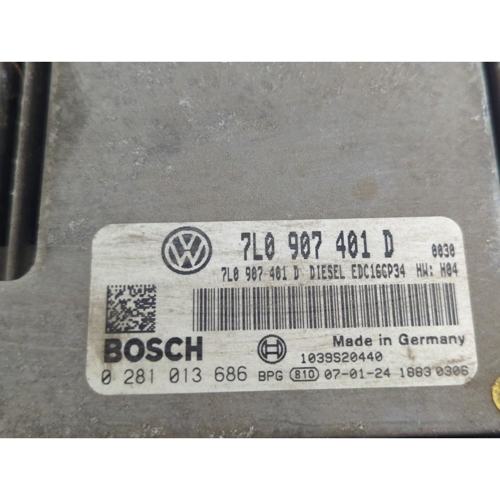 7L0 907 401 D 0030
7L0 907 401 D DIESEL EDC16CP34 HW: H04
BOSCH
Made in Germany
1039S20440
0 281 013 686 BPG 810 07-01-24 1883 0306